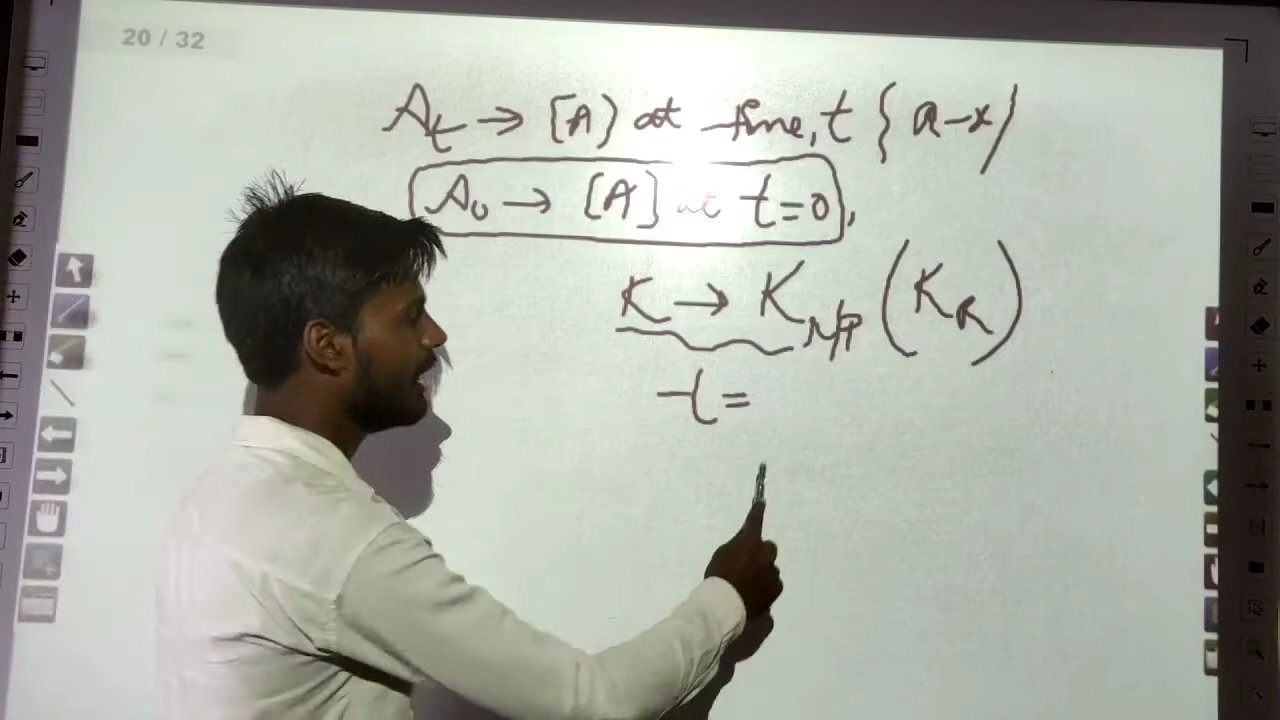 20 / 32
At → [A) at time, t { a-x }
A0 → [A] at t=0,
K → K r/p (KR)
t =